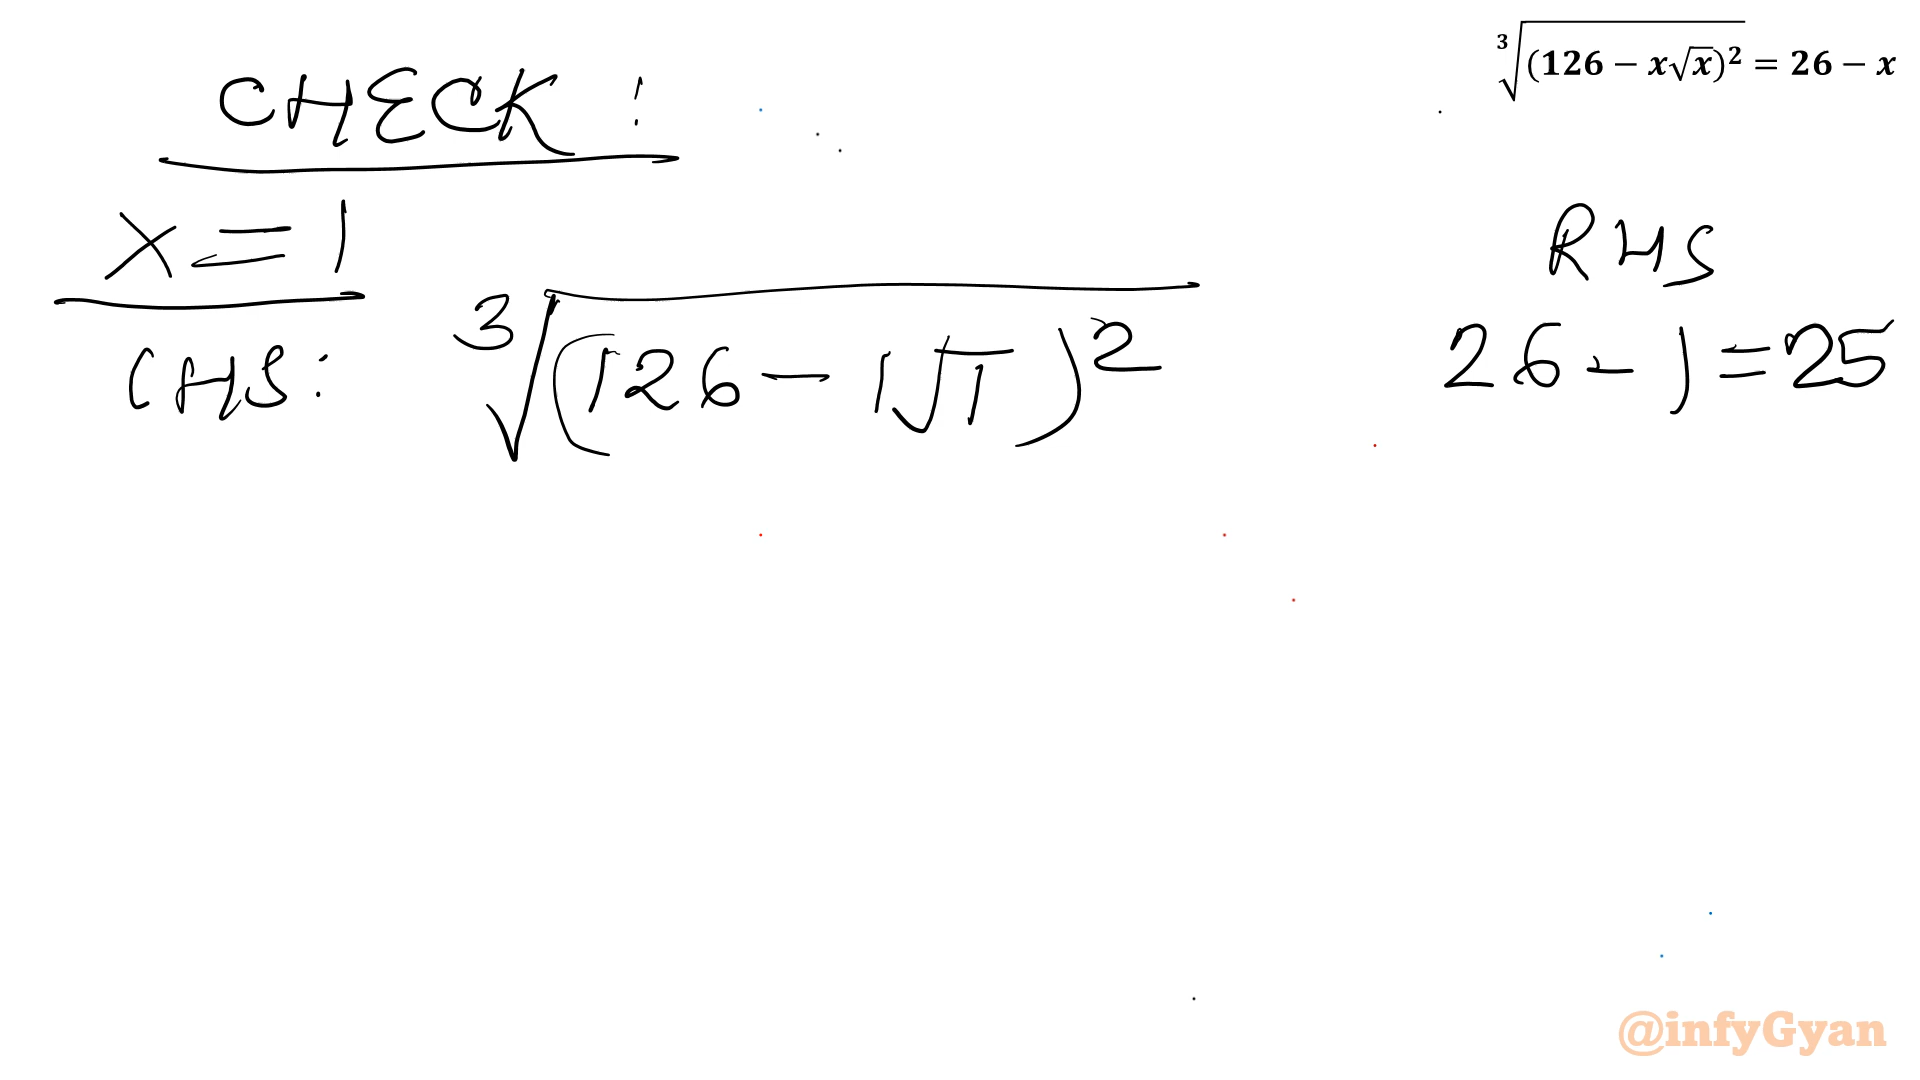 ∛(126 − x√x)² = 26 − x
CHECK :
x = 1
RHS
LHS : ∛(126 − 1√1)²
26 − 1 = 25
@infyGyan